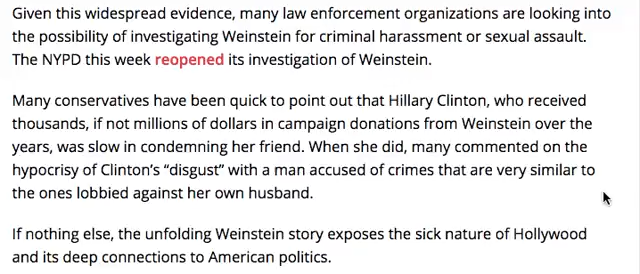 Given this widespread evidence, many law enforcement organizations are looking into
the possibility of investigating Weinstein for criminal harassment or sexual assault.
The NYPD this week reopened its investigation of Weinstein.
Many conservatives have been quick to point out that Hillary Clinton, who received
thousands, if not millions of dollars in campaign donations from Weinstein over the
years, was slow in condemning her friend. When she did, many commented on the
hypocrisy of Clinton’s “disgust” with a man accused of crimes that are very similar to
the ones lobbied against her own husband.
If nothing else, the unfolding Weinstein story exposes the sick nature of Hollywood
and its deep connections to American politics.